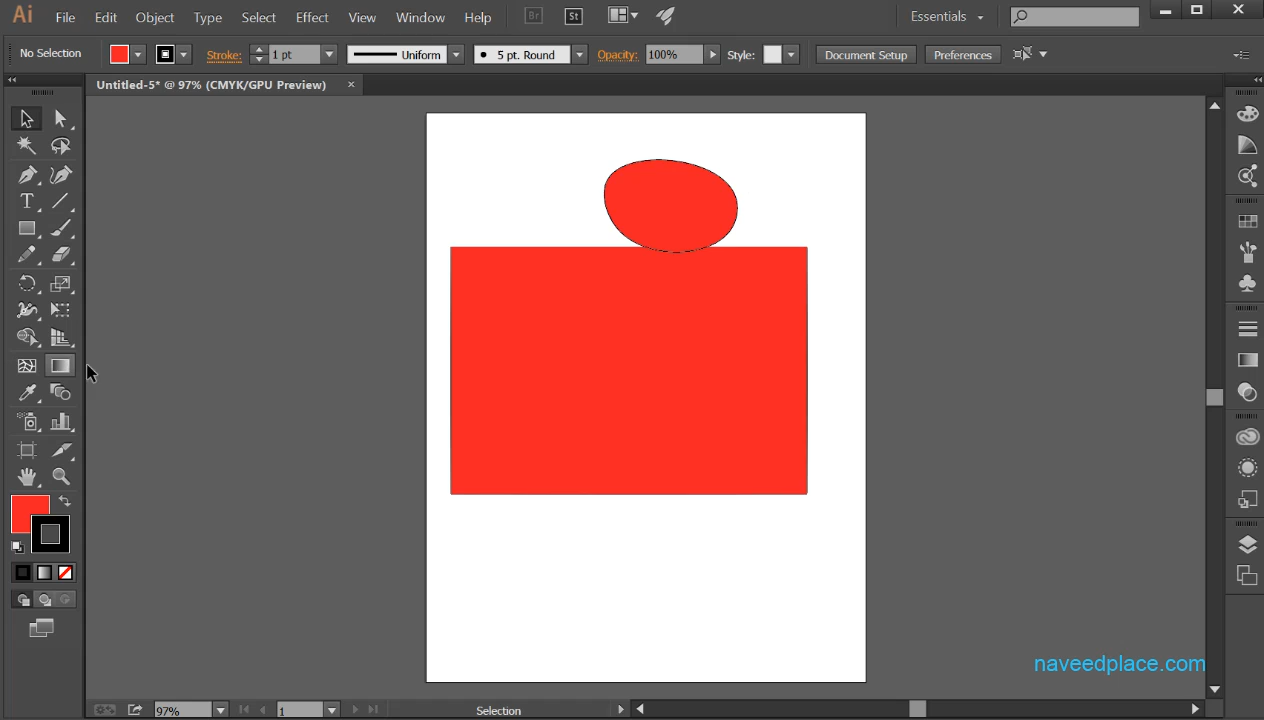 Ai File Edit Object Type Select Effect View Window Help Br St Essentials
No Selection Stroke: 1 pt Uniform 5 pt. Round Opacity: 100% Style: Document Setup Preferences
Untitled-5* @ 97% (CMYK/GPU Preview) ×
T
naveedplace.com
97% 1 Selection